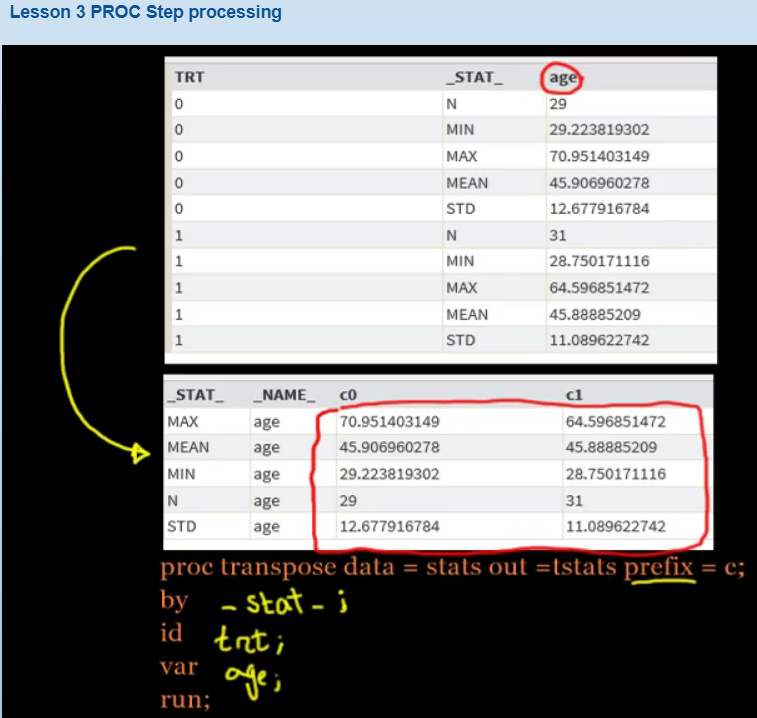 Lesson 3 PROC Step processing
TRT _STAT_ age
0 N 29
0 MIN 29.223819302
0 MAX 70.951403149
0 MEAN 45.906960278
0 STD 12.677916784
1 N 31
1 MIN 28.750171116
1 MAX 64.596851472
1 MEAN 45.88885209
1 STD 11.089622742
_STAT_ _NAME_ c0 c1
MAX age 70.951403149 64.596851472
MEAN age 45.906960278 45.88885209
MIN age 29.223819302 28.750171116
N age 29 31
STD age 12.677916784 11.089622742
proc transpose data = stats out =tstats prefix = c;
by _stat_ ;
id trt;
var age;
run;